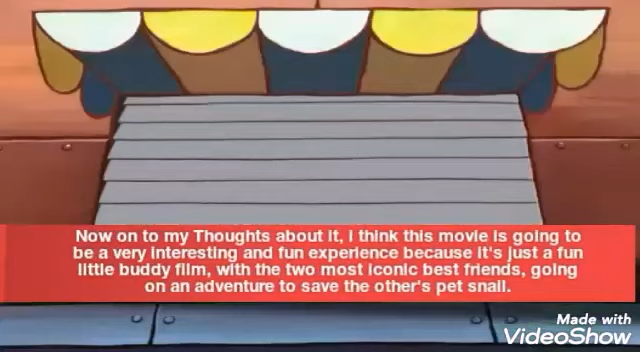 Now on to my Thoughts about it, I think this movie is going to
be a very interesting and fun experience because it's just a fun
little buddy film, with the two most iconic best friends, going
on an adventure to save the other's pet snail.
Made with
VideoShow